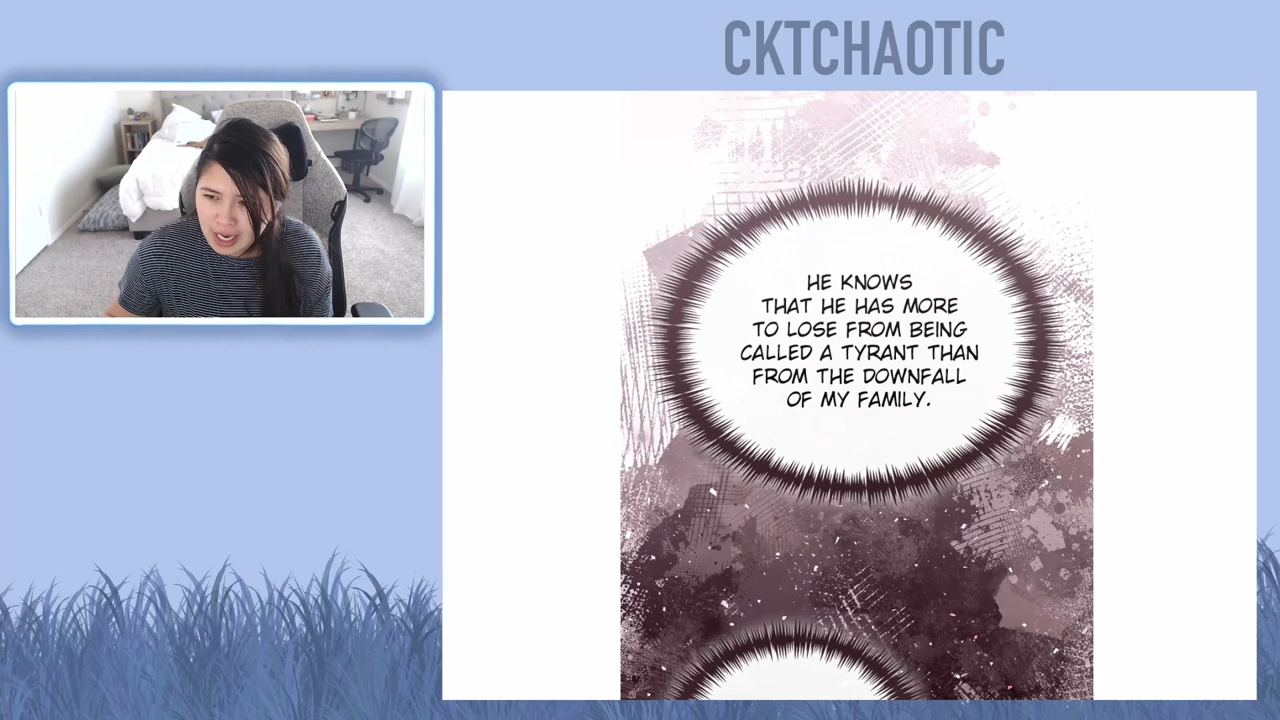 CKTCHAOTIC
HE KNOWS
THAT HE HAS MORE
TO LOSE FROM BEING
CALLED A TYRANT THAN
FROM THE DOWNFALL
OF MY FAMILY.